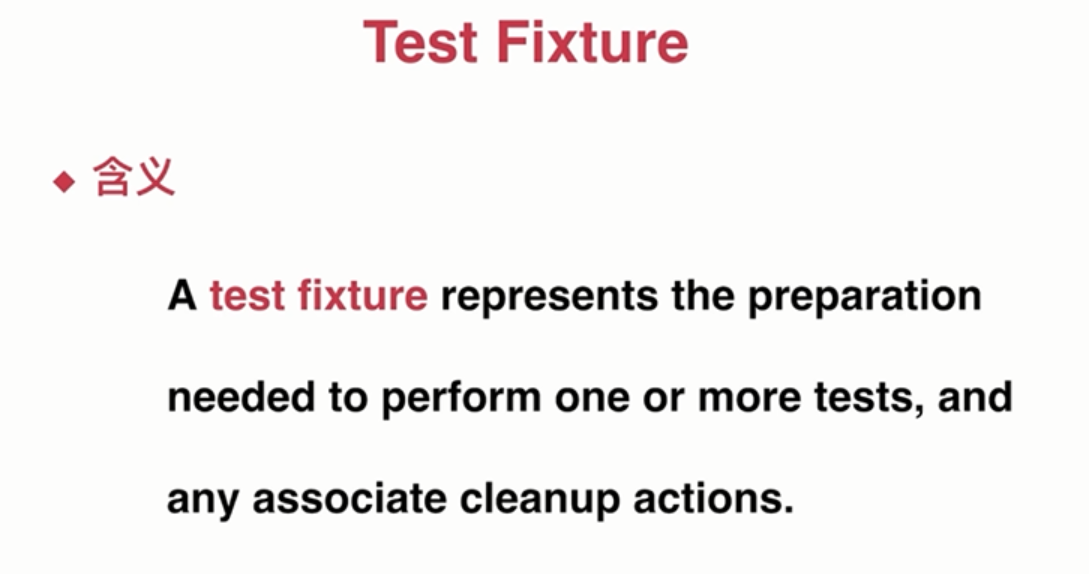 Test Fixture
◆ 含义
A test fixture represents the preparation
needed to perform one or more tests, and
any associate cleanup actions.